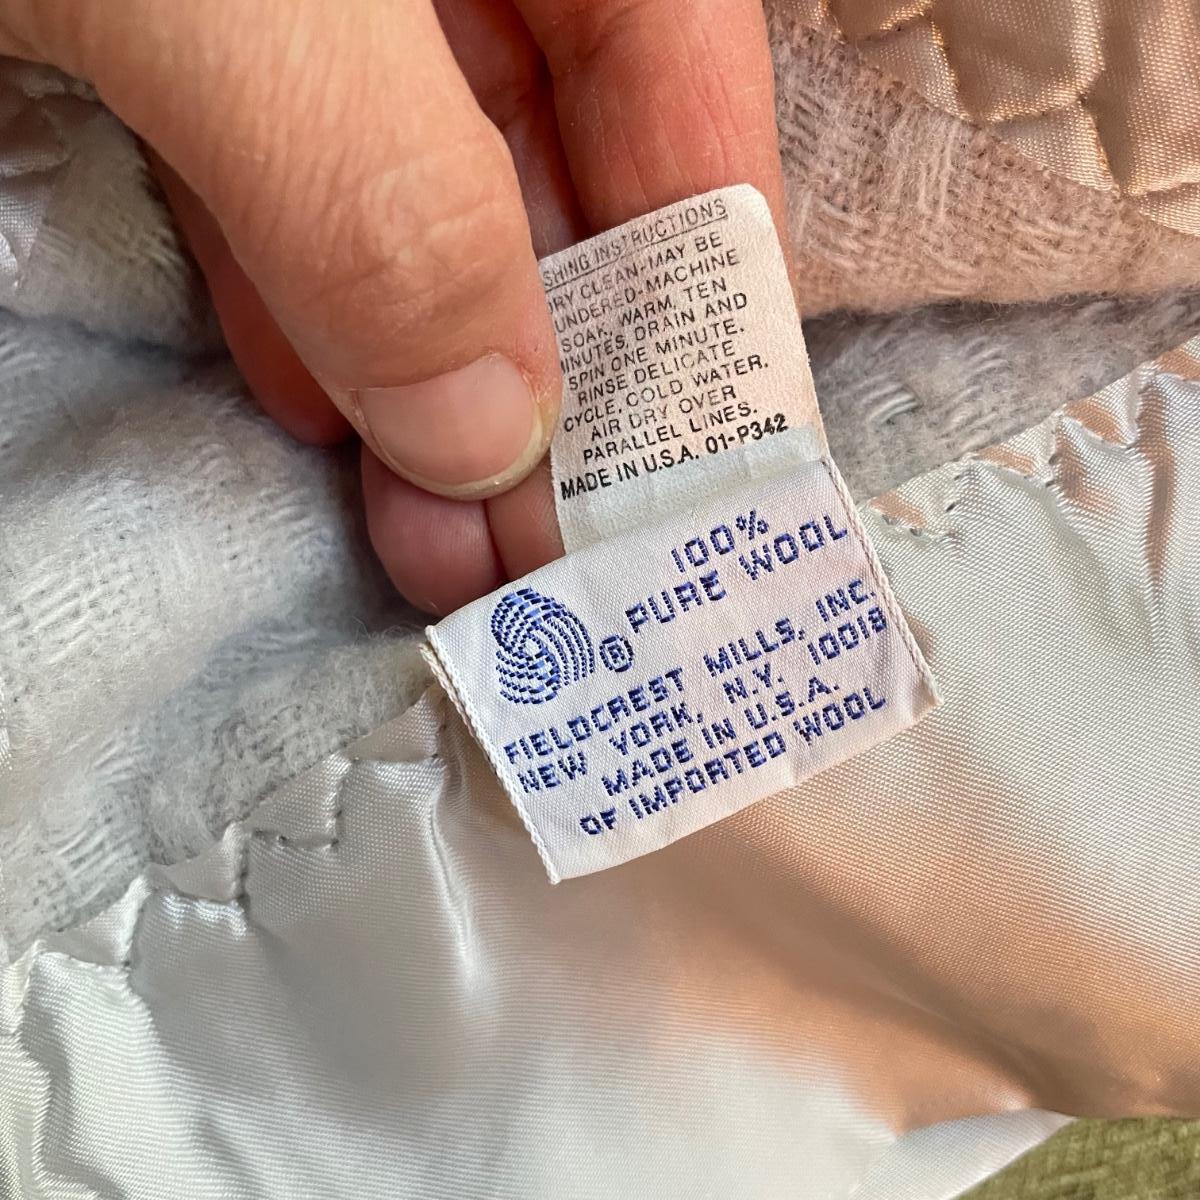 SHING INSTRUCTIONS
DRY CLEAN, MAY BE
UNDERED-MACHINE
SOAK, WARM, TEN
MINUTES, DRAIN AND
SPIN ONE MINUTE.
RINSE DELICATE
CYCLE, COLD WATER.
AIR DRY OVER
PARALLEL LINES.
MADE IN U.S.A. 01-P342
100%
PURE WOOL
®
FIELDCREST MILLS, INC.
NEW YORK, N.Y. 10018
MADE IN U.S.A.
OF IMPORTED WOOL